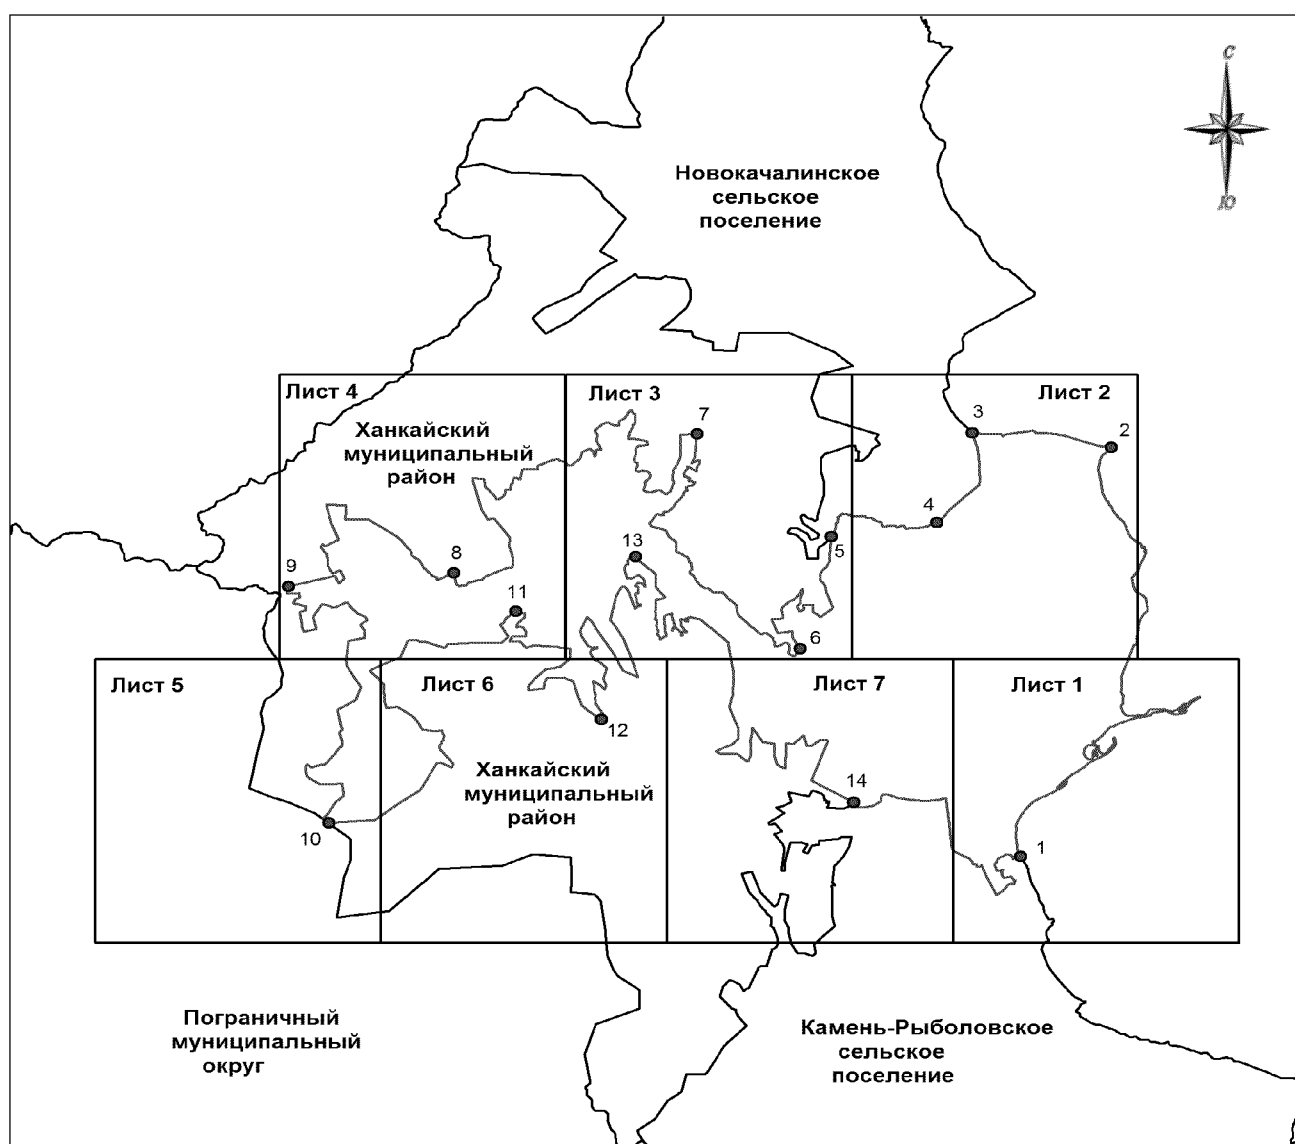 С
Ю
Новокачалинское
сельское
поселение
Лист 4
Лист 3
Лист 2
Ханкайский
муниципальный
район
7
3
2
4
5
13
8
9
11
6
Лист 5
Лист 6
Лист 7
Лист 1
12
Ханкайский
муниципальный
район
14
10
1
Пограничный
муниципальный
округ
Камень-Рыболовское
сельское
поселение